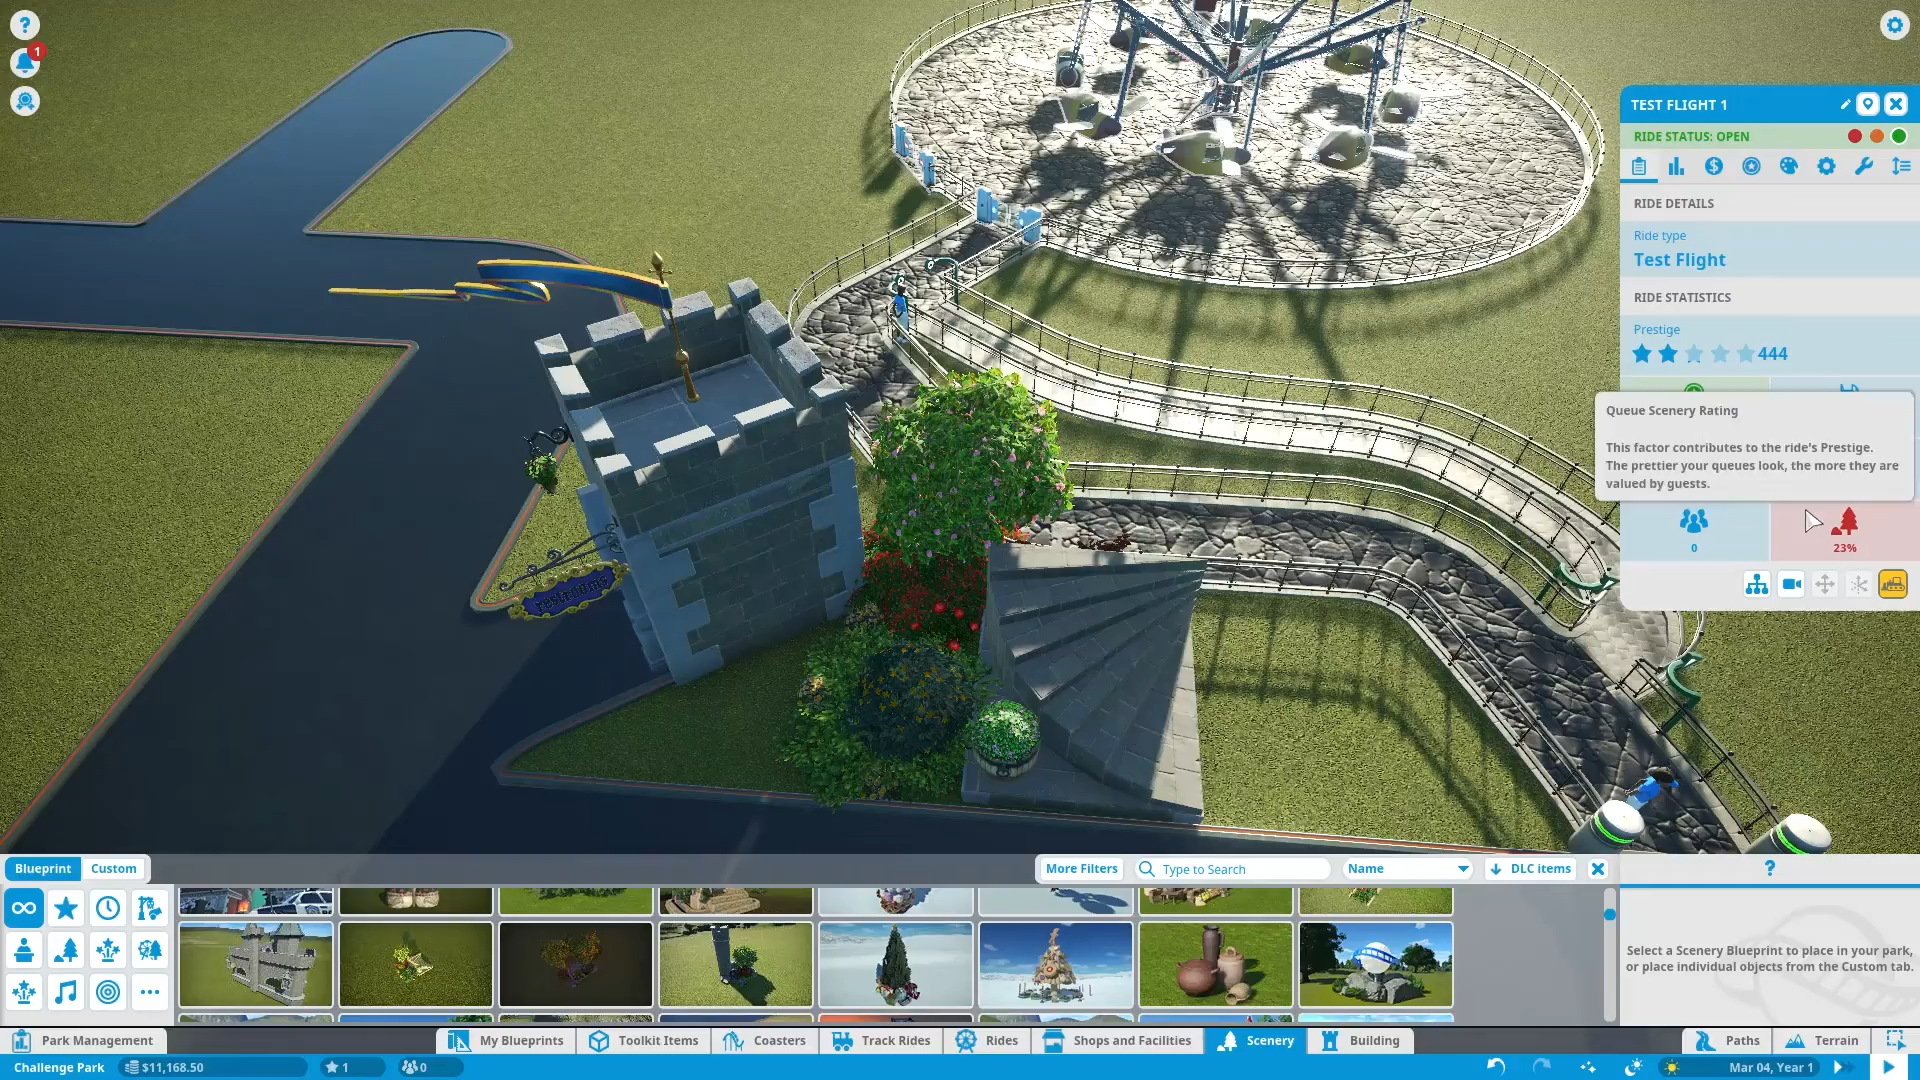 ?
1
TEST FLIGHT 1
RIDE STATUS: OPEN
RIDE DETAILS
Ride type
Test Flight
RIDE STATISTICS
Prestige
444
Queue Scenery Rating
This factor contributes to the ride's Prestige.
The prettier your queues look, the more they are
valued by guests.
0
23%
restrooms
Blueprint
Custom
More Filters
Type to Search
Name
DLC items
?
Select a Scenery Blueprint to place in your park,
or place individual objects from the Custom tab.
Park Management
My Blueprints
Toolkit Items
Coasters
Track Rides
Rides
Shops and Facilities
Scenery
Building
Paths
Terrain
Challenge Park
$11,168.50
1
0
Mar 04, Year 1